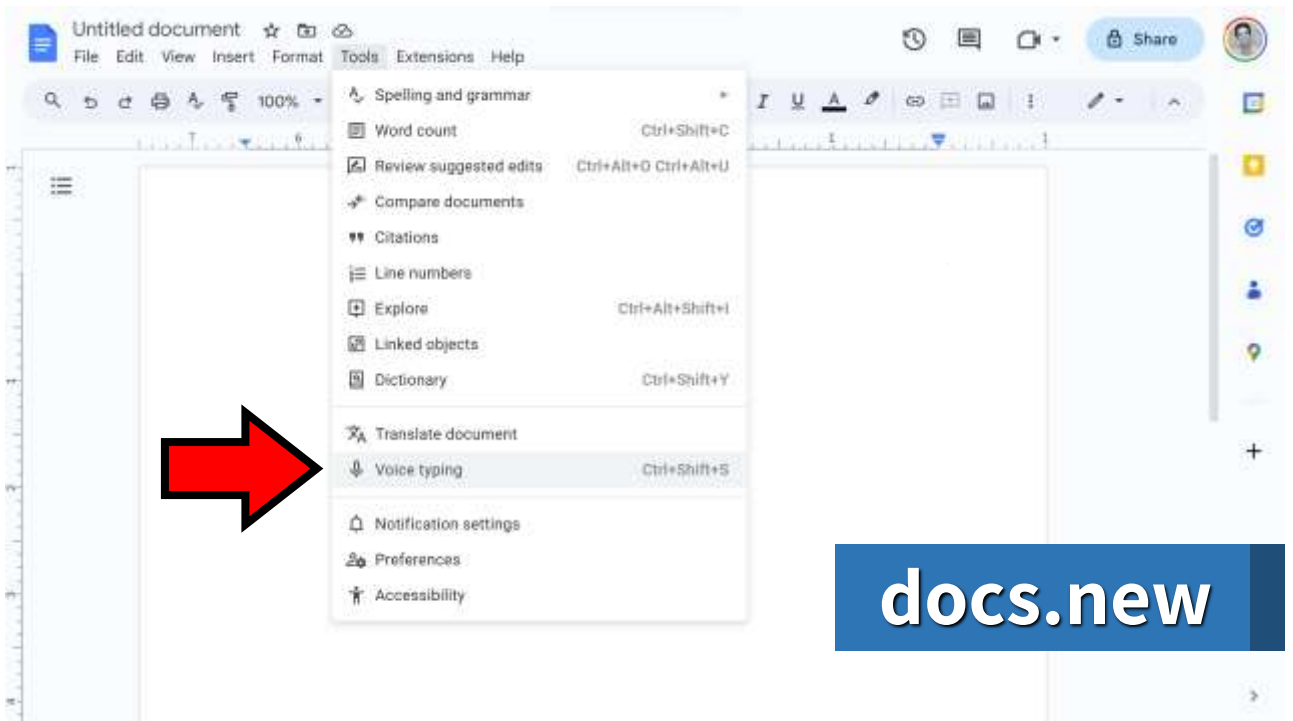 Untitled document
File Edit View Insert Format Tools Extensions Help
Share
100%
Spelling and grammar
Word count Ctrl+Shift+C
Review suggested edits Ctrl+Alt+O Ctrl+Alt+U
Compare documents
Citations
Line numbers
Explore Ctrl+Alt+Shift+I
Linked objects
Dictionary Ctrl+Shift+Y
Translate document
Voice typing Ctrl+Shift+S
Notification settings
Preferences
Accessibility
docs.new